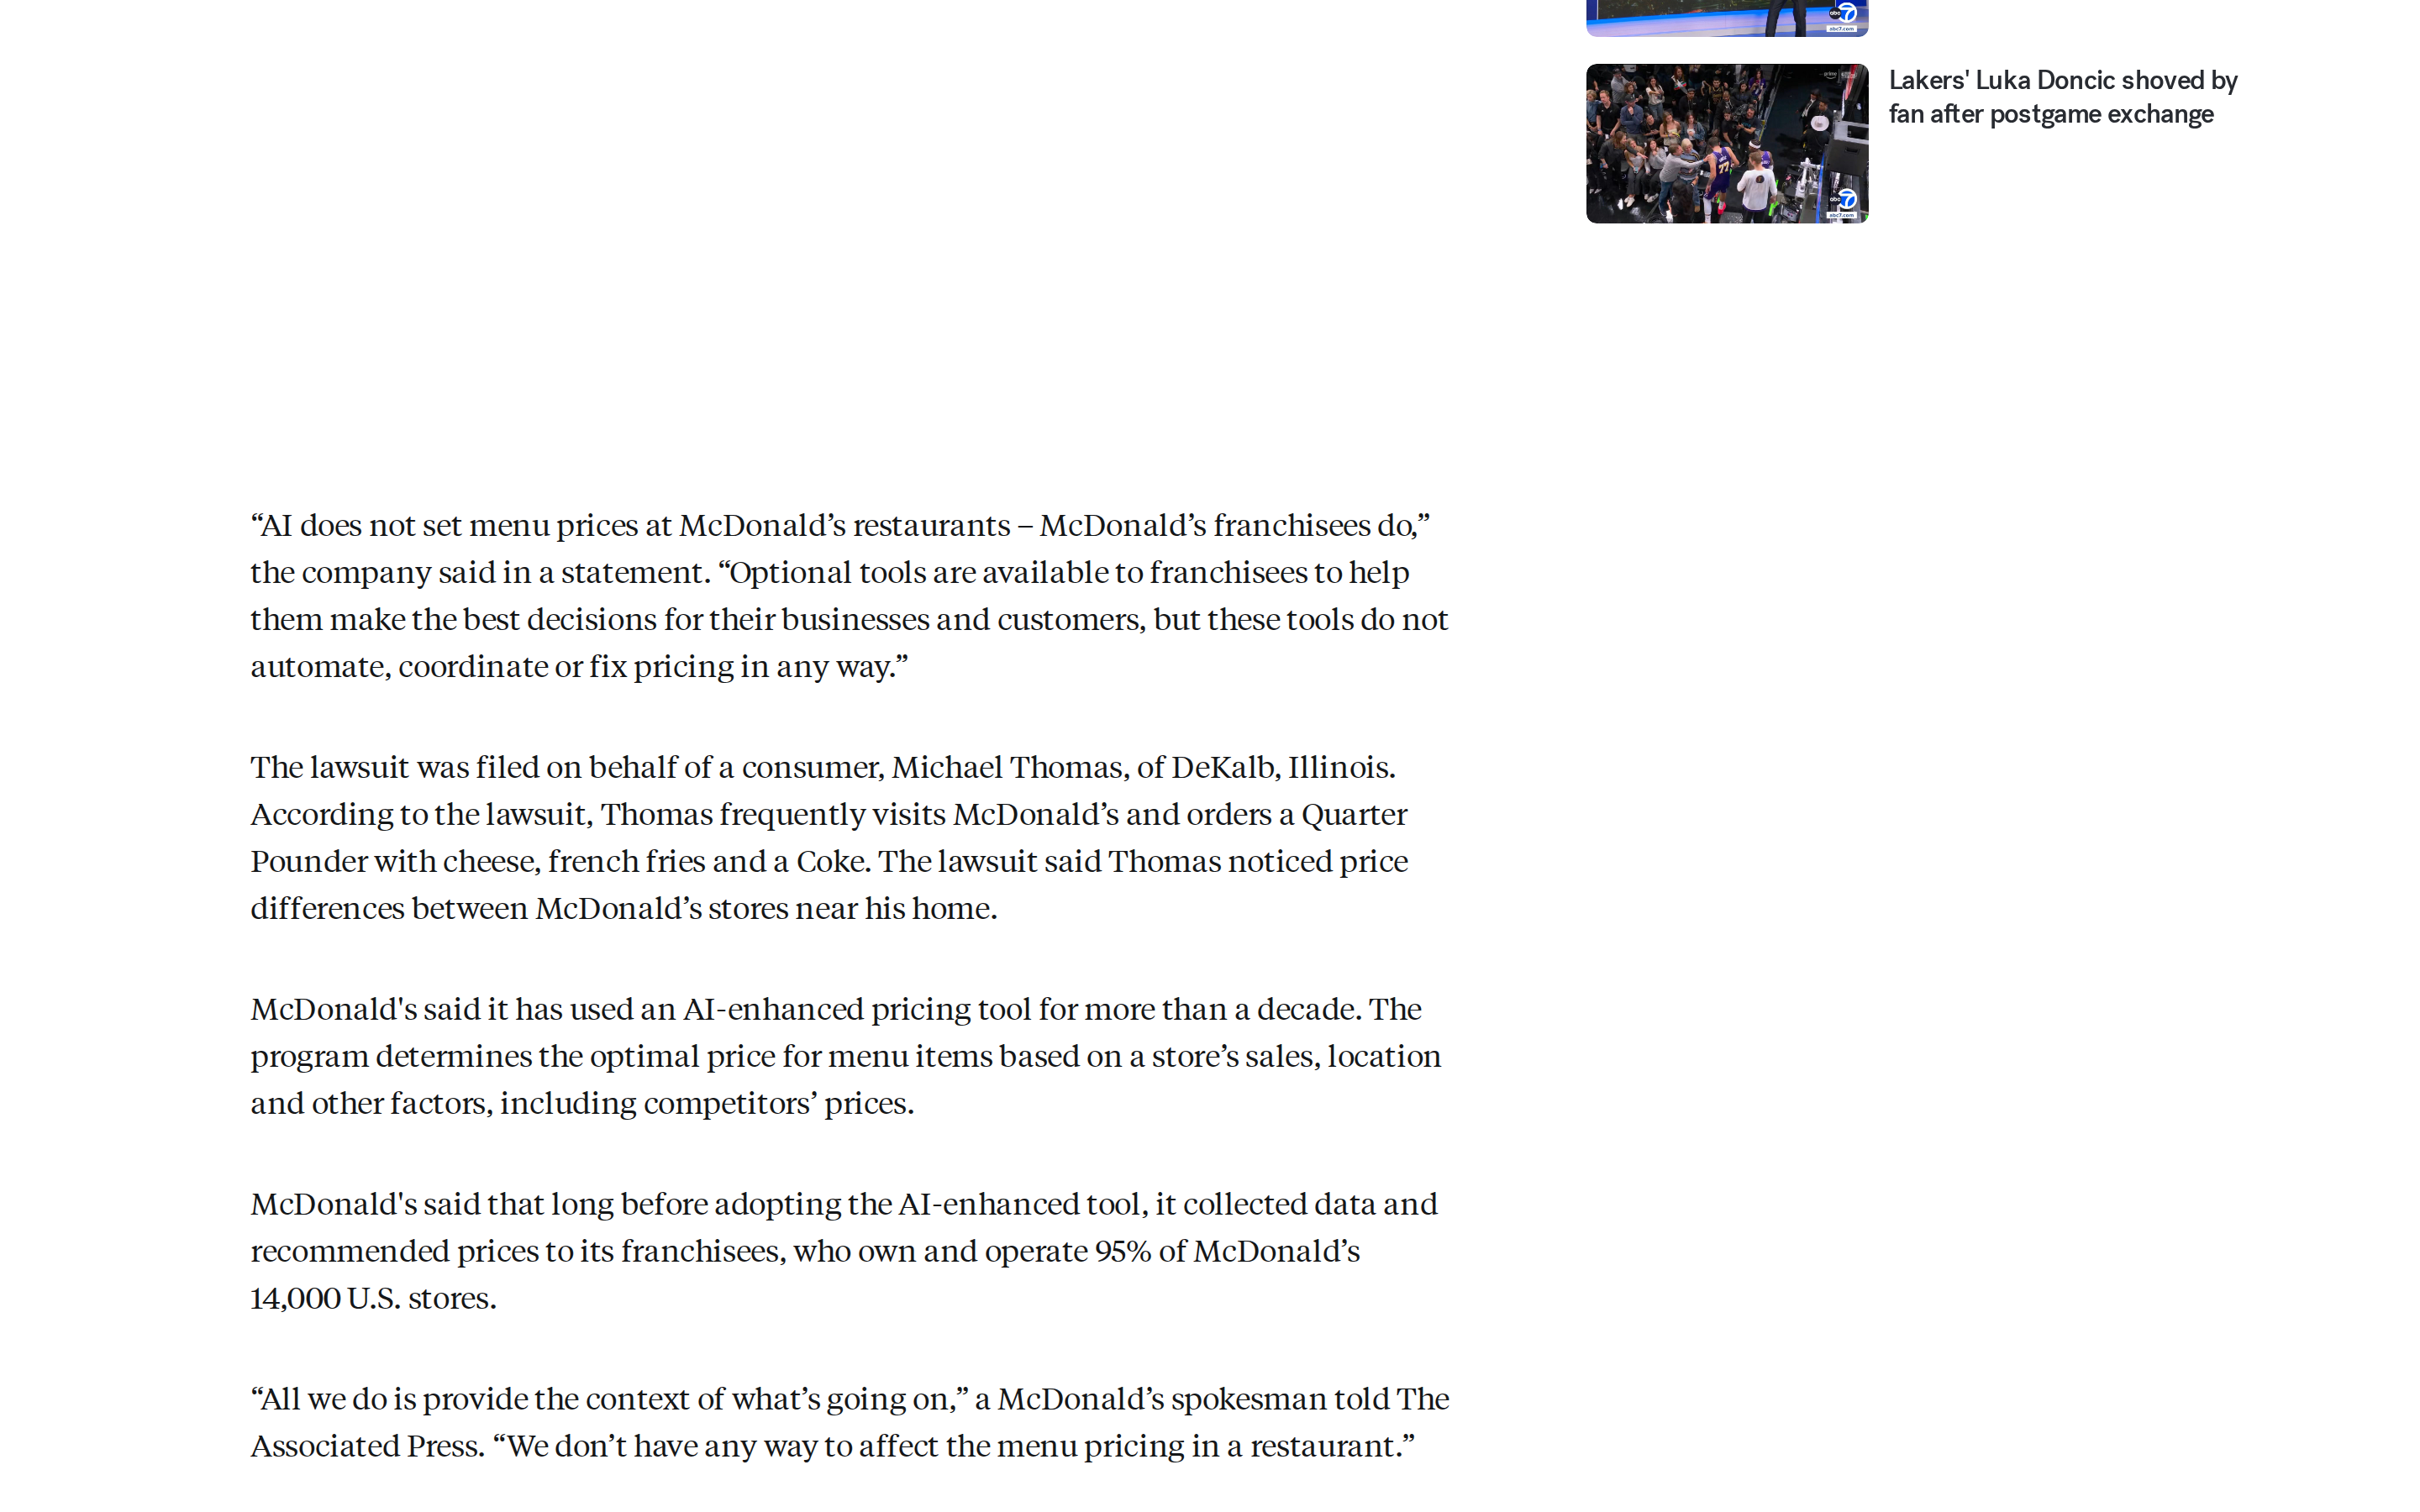 abc 7
abc7.com
Lakers' Luka Doncic shoved by
fan after postgame exchange
prime
77
abc 7
abc7.com
“AI does not set menu prices at McDonald’s restaurants – McDonald’s franchisees do,”
the company said in a statement. “Optional tools are available to franchisees to help
them make the best decisions for their businesses and customers, but these tools do not
automate, coordinate or fix pricing in any way.”
The lawsuit was filed on behalf of a consumer, Michael Thomas, of DeKalb, Illinois.
According to the lawsuit, Thomas frequently visits McDonald’s and orders a Quarter
Pounder with cheese, french fries and a Coke. The lawsuit said Thomas noticed price
differences between McDonald’s stores near his home.
McDonald's said it has used an AI-enhanced pricing tool for more than a decade. The
program determines the optimal price for menu items based on a store’s sales, location
and other factors, including competitors’ prices.
McDonald's said that long before adopting the AI-enhanced tool, it collected data and
recommended prices to its franchisees, who own and operate 95% of McDonald’s
14,000 U.S. stores.
“All we do is provide the context of what’s going on,” a McDonald’s spokesman told The
Associated Press. “We don’t have any way to affect the menu pricing in a restaurant.”